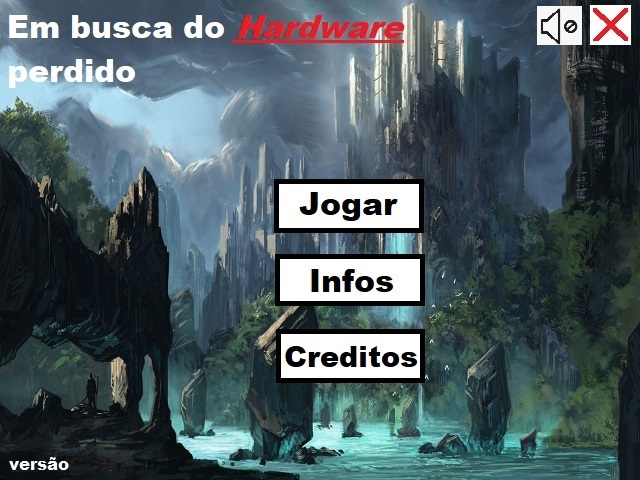 Em busca do Hardware
perdido
Jogar
Infos
Creditos
versão